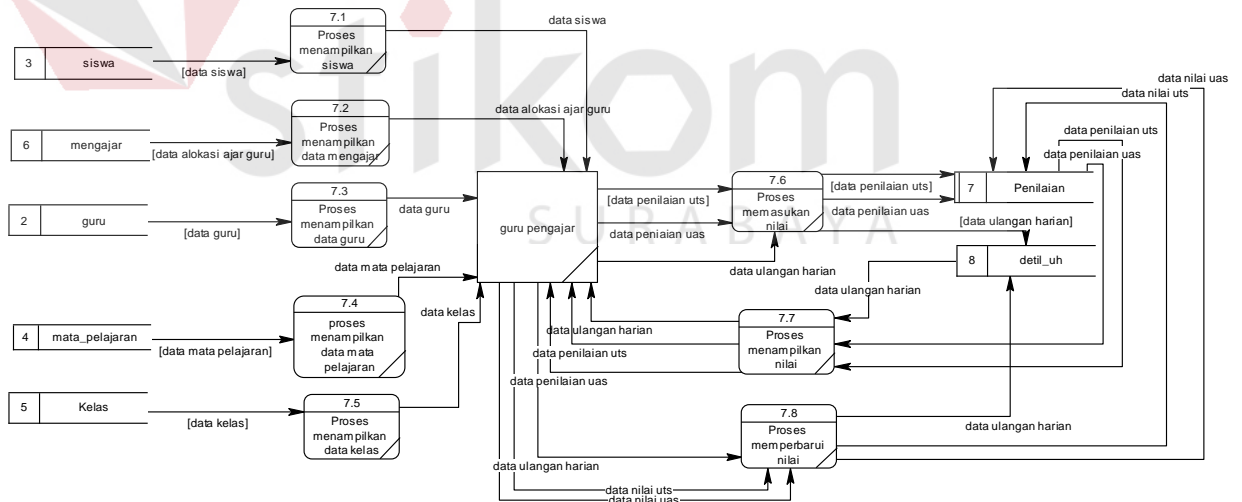 stikom
SURABAYA
3 siswa
[data siswa]
7.1
Proses
menampilkan
siswa
data siswa
6 mengajar
[data alokasi ajar guru]
7.2
Proses
menampilkan
data mengajar
data alokasi ajar guru
2 guru
[data guru]
7.3
Proses
menampilkan
data guru
data guru
4 mata_pelajaran
[data mata pelajaran]
7.4
proses
menampilkan
data mata
pelajaran
data mata pelajaran
5 Kelas
[data kelas]
7.5
Proses
menampilkan
data kelas
data kelas
guru pengajar
[data penilaian uts]
data peniaian uas
data ulangan harian
7.6
Proses
memasukan
nilai
[data penilaian uts]
data penilaian uas
[data ulangan harian]
7 Penilaian
8 detil_uh
data nilai uas
data nilai uts
data penilaian uts
data penilaian uas
data ulangan harian
7.7
Proses
menampilkan
nilai
data ulangan harian
data penilaian uts
data penilaian uas
7.8
Proses
memperbarui
nilai
data ulangan harian
data ulangan harian
data nilai uts
data nilai uas